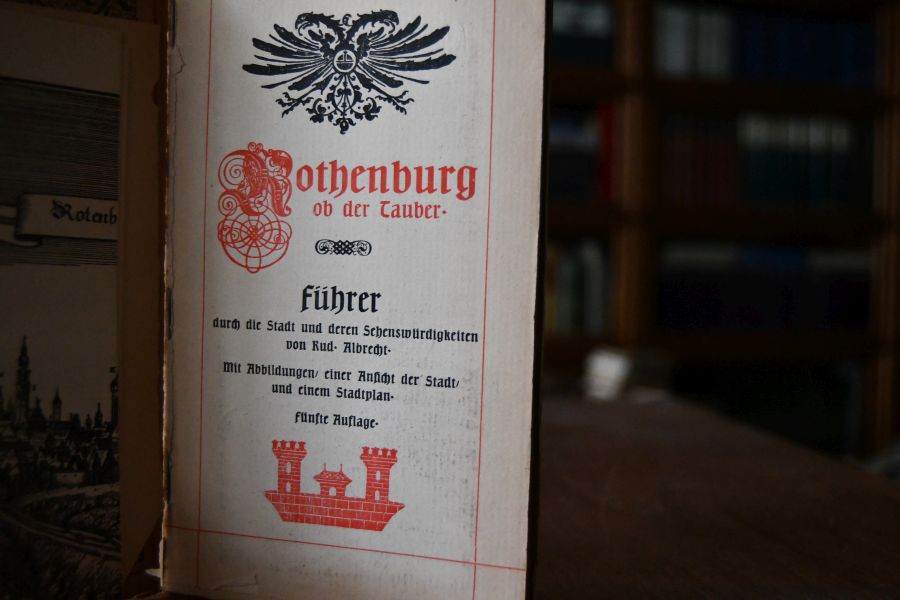 Rotenb
Rothenburg
ob der Tauber.
Führer
durch die Stadt und deren Sehenswürdigkeiten
von Rud. Albrecht.
Mit Abbildungen, einer Ansicht der Stadt,
und einem Stadtplan.
Fünfte Auflage.